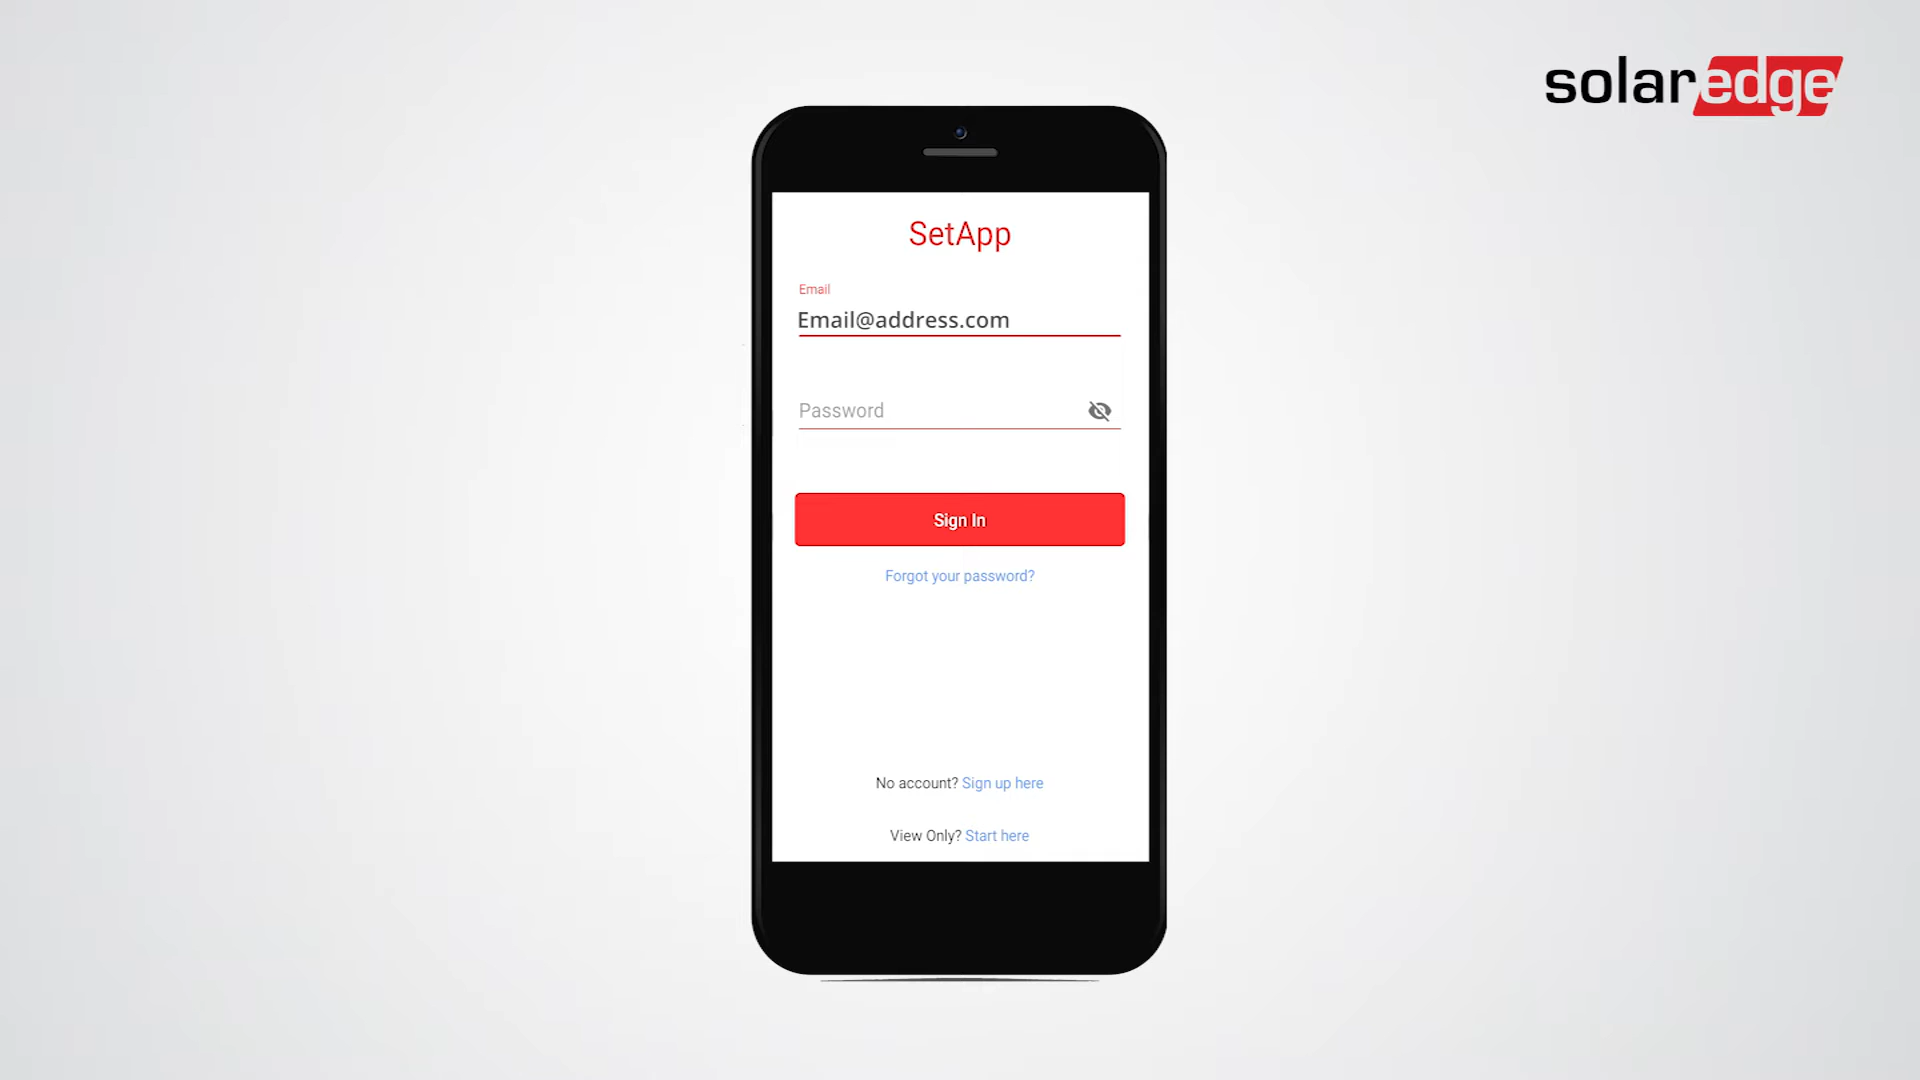 solaredge
SetApp
Email
Email@address.com
Password
Sign In
Forgot your password?
No account? Sign up here
View Only? Start here